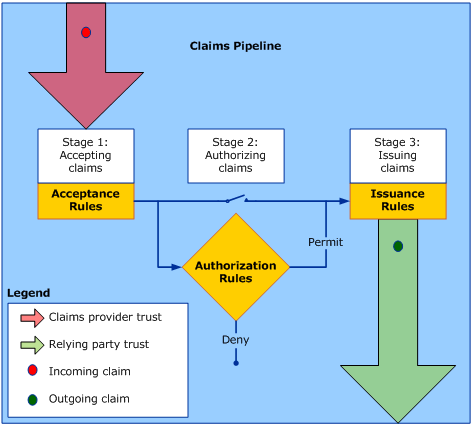 Claims Pipeline
Stage 1:
Accepting
claims
Stage 2:
Authorizing
claims
Stage 3:
Issuing
claims
Acceptance
Rules
Issuance
Rules
Authorization
Rules
Permit
Deny
Legend
Claims provider trust
Relying party trust
Incoming claim
Outgoing claim